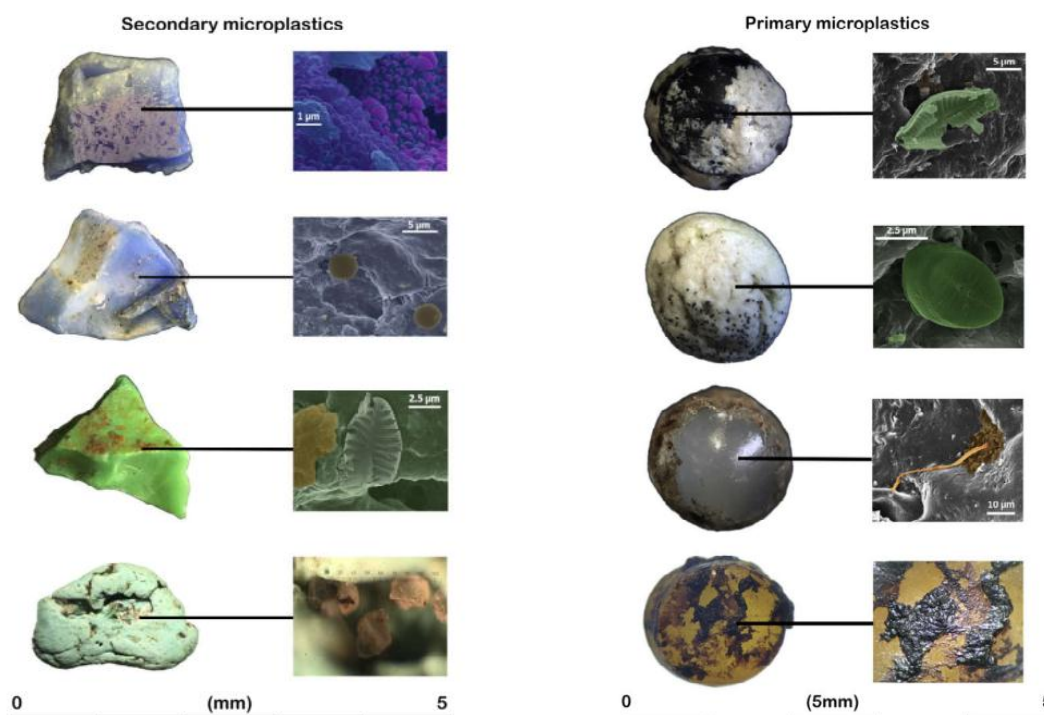 Secondary microplastics
1 µm
5 µm
2.5 µm
0 (mm) 5
Primary microplastics
5 µm
2.5 µm
10 µm
0 (5mm)